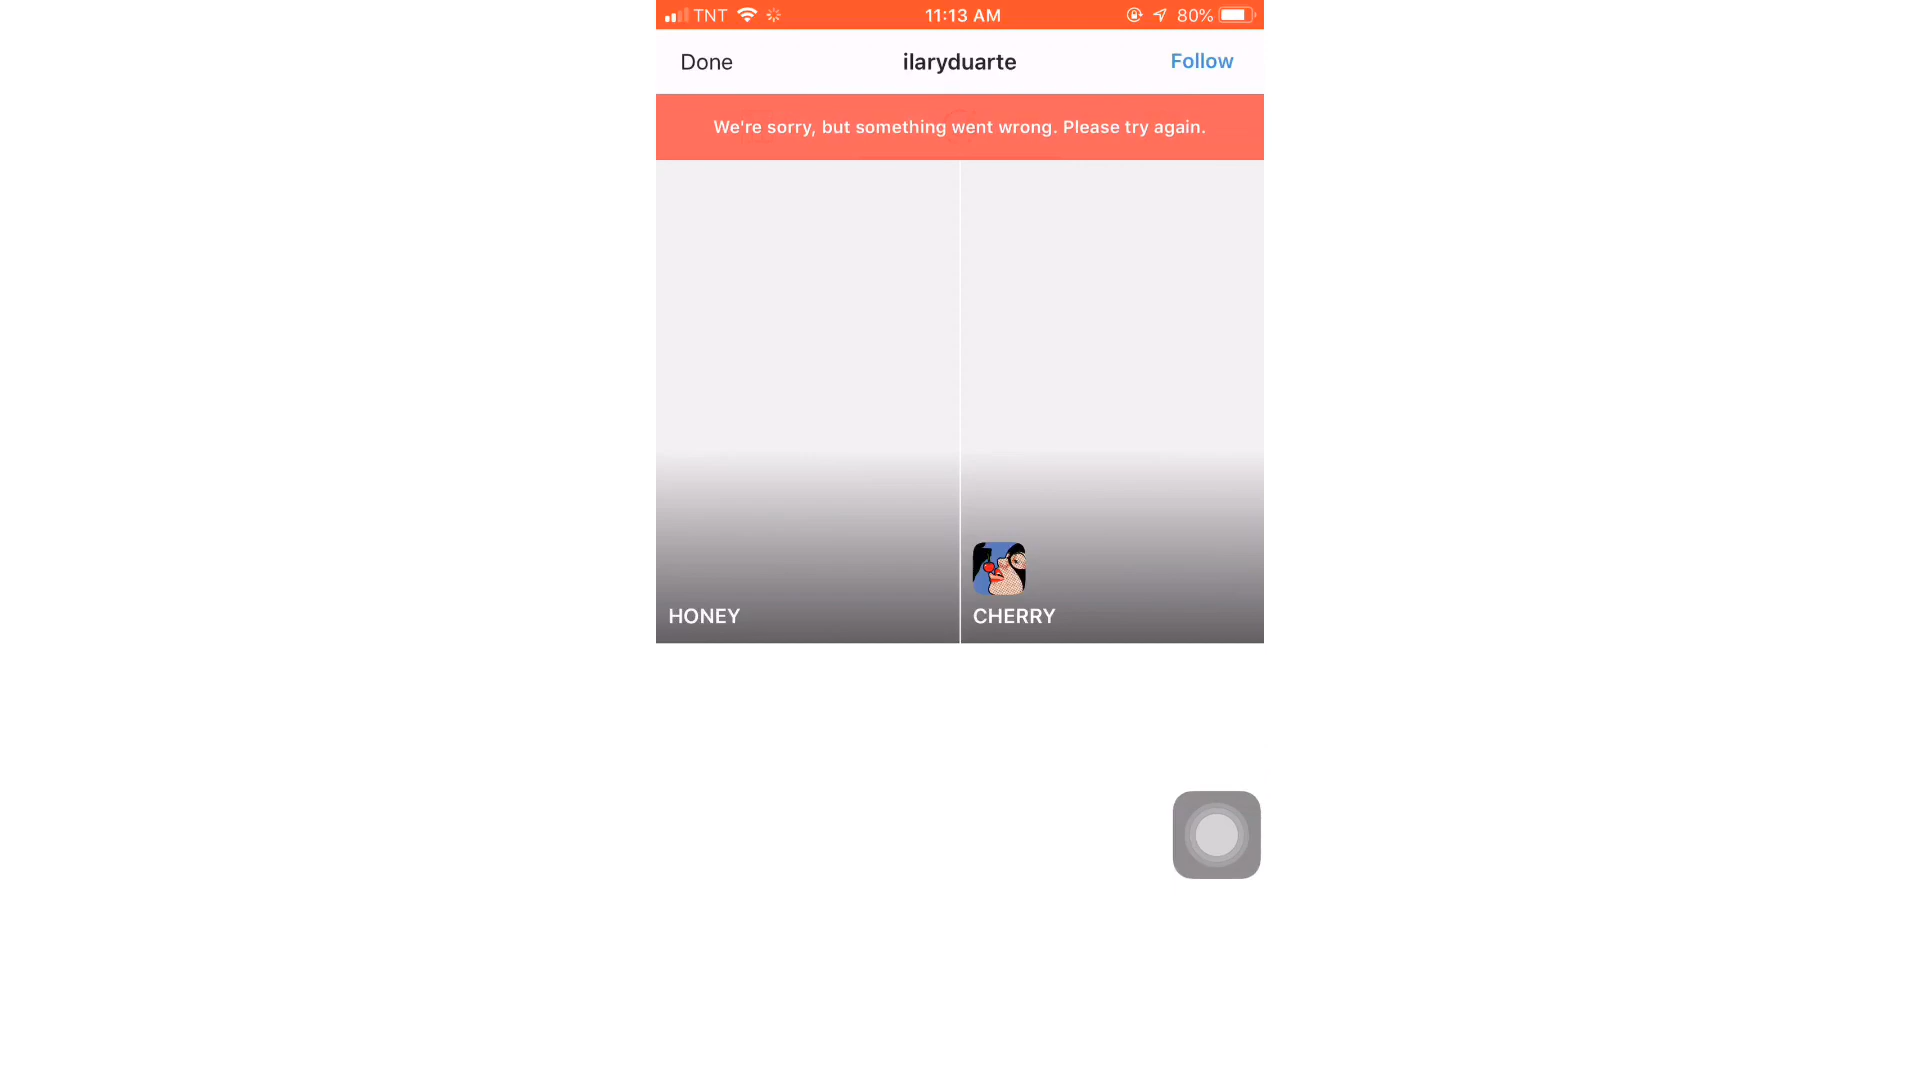 TNT 11:13 AM 80%
Done ilaryduarte Follow
We're sorry, but something went wrong. Please try again.
HONEY CHERRY